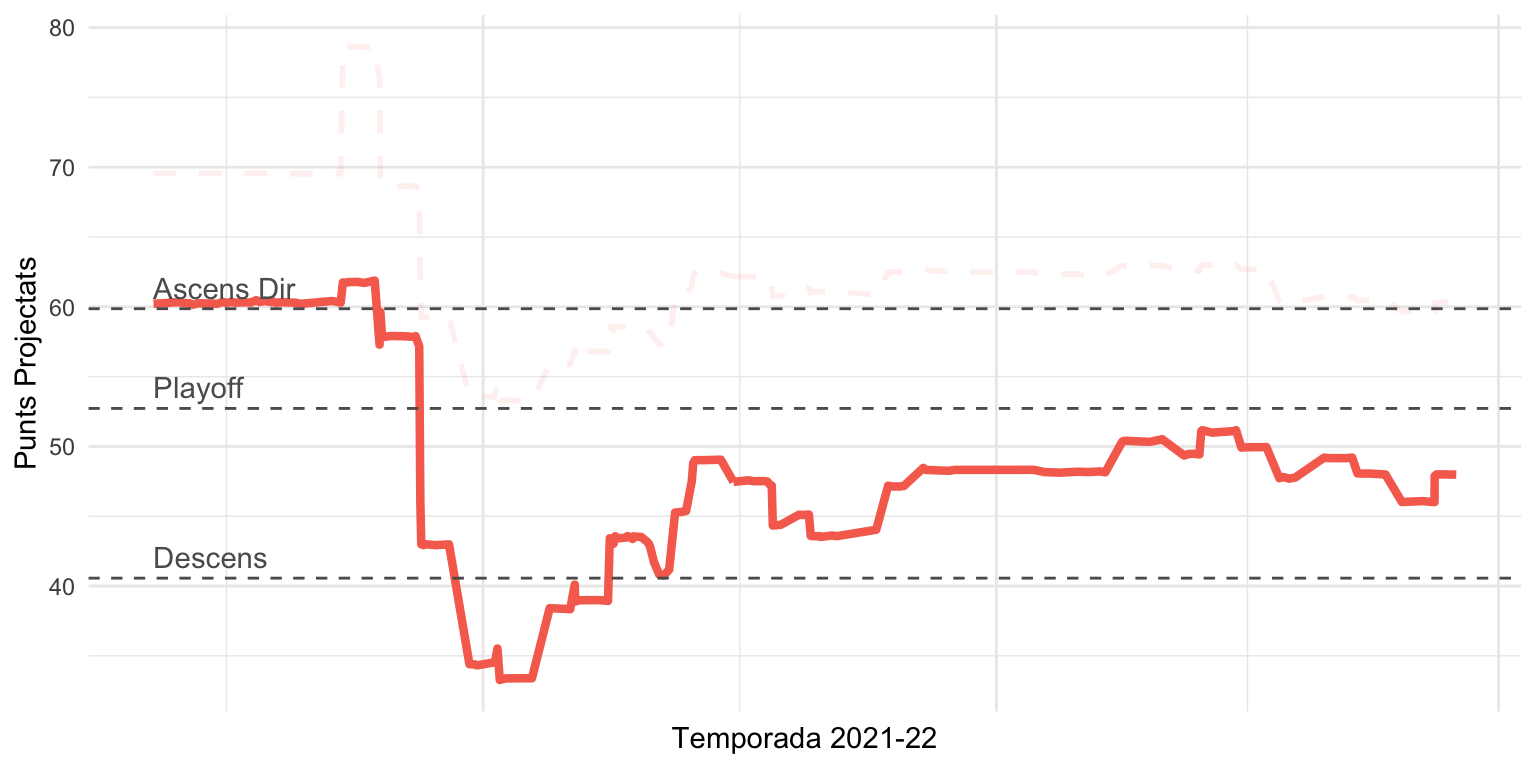 80
70
60
50
40
Punts Projectats
Ascens Dir
Playoff
Descens
Temporada 2021-22